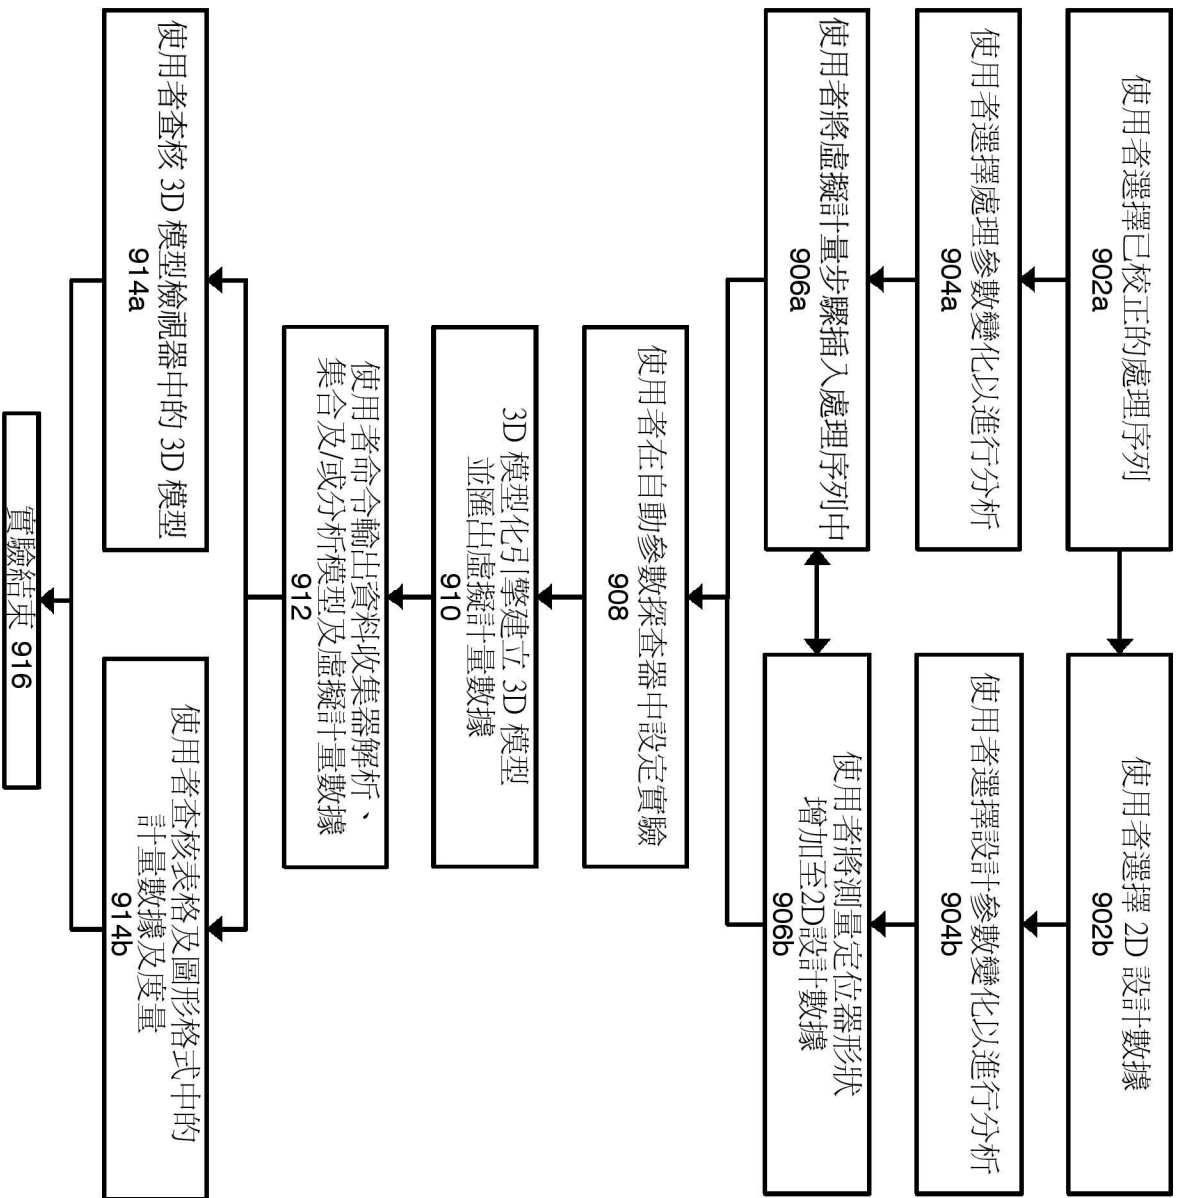 使用者選擇已校正的處理序列
902a
使用者選擇 2D 設計數據
902b
使用者選擇處理參數變化以進行分析
904a
使用者選擇設計參數變化以進行分析
904b
使用者將虛擬計量步驟插入處理序列中
906a
使用者將測量定位器形狀
增加至2D設計數據
906b
使用者在自動參數探查器中設定實驗
908
3D 模型化引擎建立 3D 模型
並匯出虛擬計量數據
910
使用者命令輸出資料收集器解析、
集合及/或分析模型及虛擬計量數據
912
使用者查核 3D 模型檢視器中的 3D 模型
914a
使用者查核表格及圖形格式中的
計量數據及度量
914b
實驗結束 916